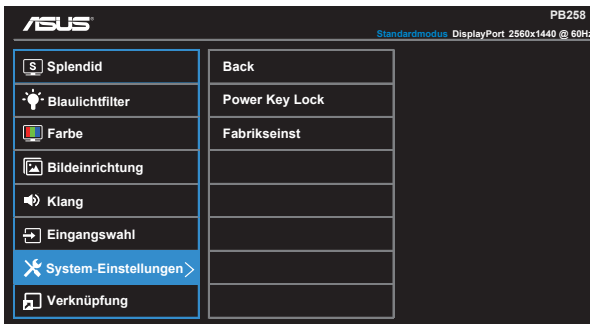 ASUS
PB258
Standardmodus DisplayPort 2560x1440 @ 60Hz
S Splendid
Back
Blaulichtfilter
Power Key Lock
Farbe
Fabrikseinst
Bildeinrichtung
Klang
Eingangswahl
System-Einstellungen
Verknüpfung